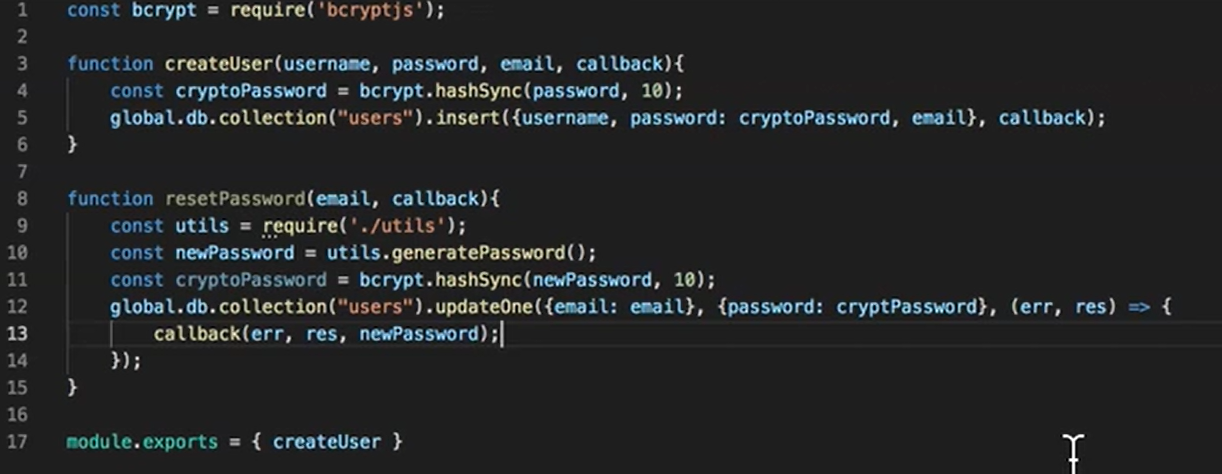 1 const bcrypt = require('bcryptjs');
2
3 function createUser(username, password, email, callback){
4     const cryptoPassword = bcrypt.hashSync(password, 10);
5     global.db.collection("users").insert({username, password: cryptoPassword, email}, callback);
6 }
7
8 function resetPassword(email, callback){
9     const utils = require('./utils');
10     const newPassword = utils.generatePassword();
11     const cryptoPassword = bcrypt.hashSync(newPassword, 10);
12     global.db.collection("users").updateOne({email: email}, {password: cryptPassword}, (err, res) => {
13         callback(err, res, newPassword);
14     });
15 }
16
17 module.exports = { createUser }